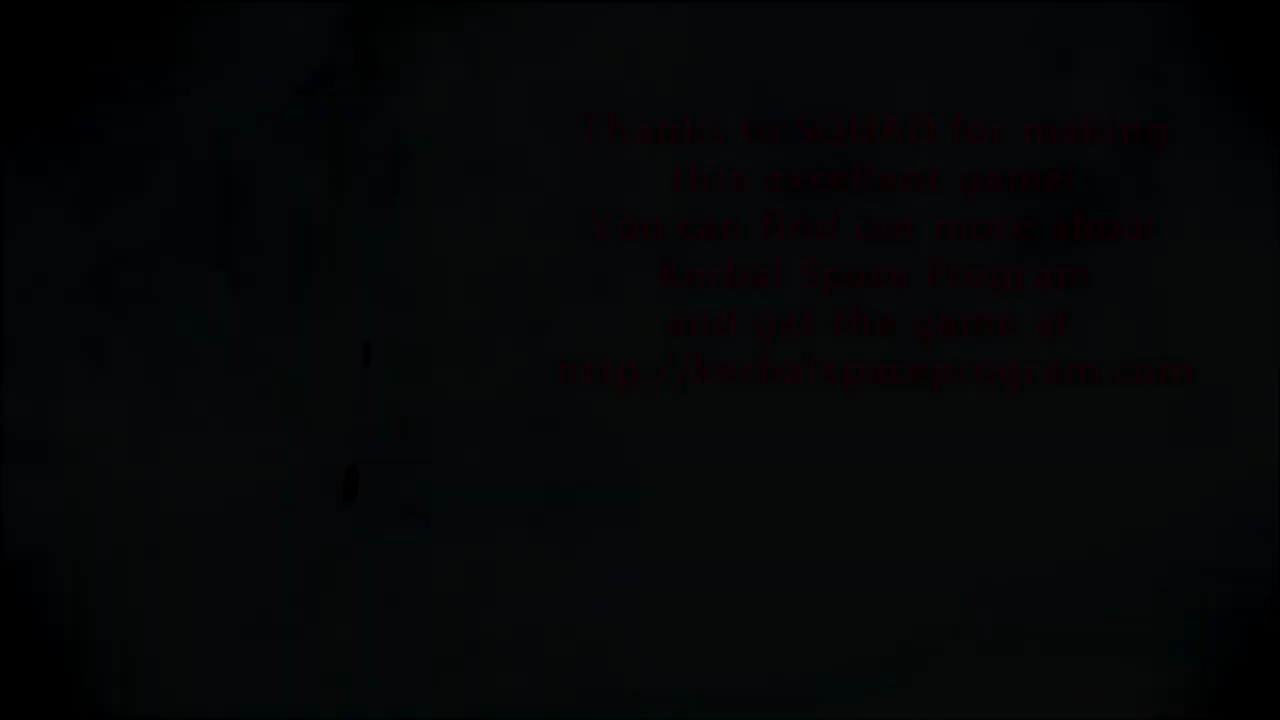 Thanks to SQUAD for making
this excellent game!
You can find out more about
Kerbal Space Program
and get the game at
http://kerbalspaceprogram.com